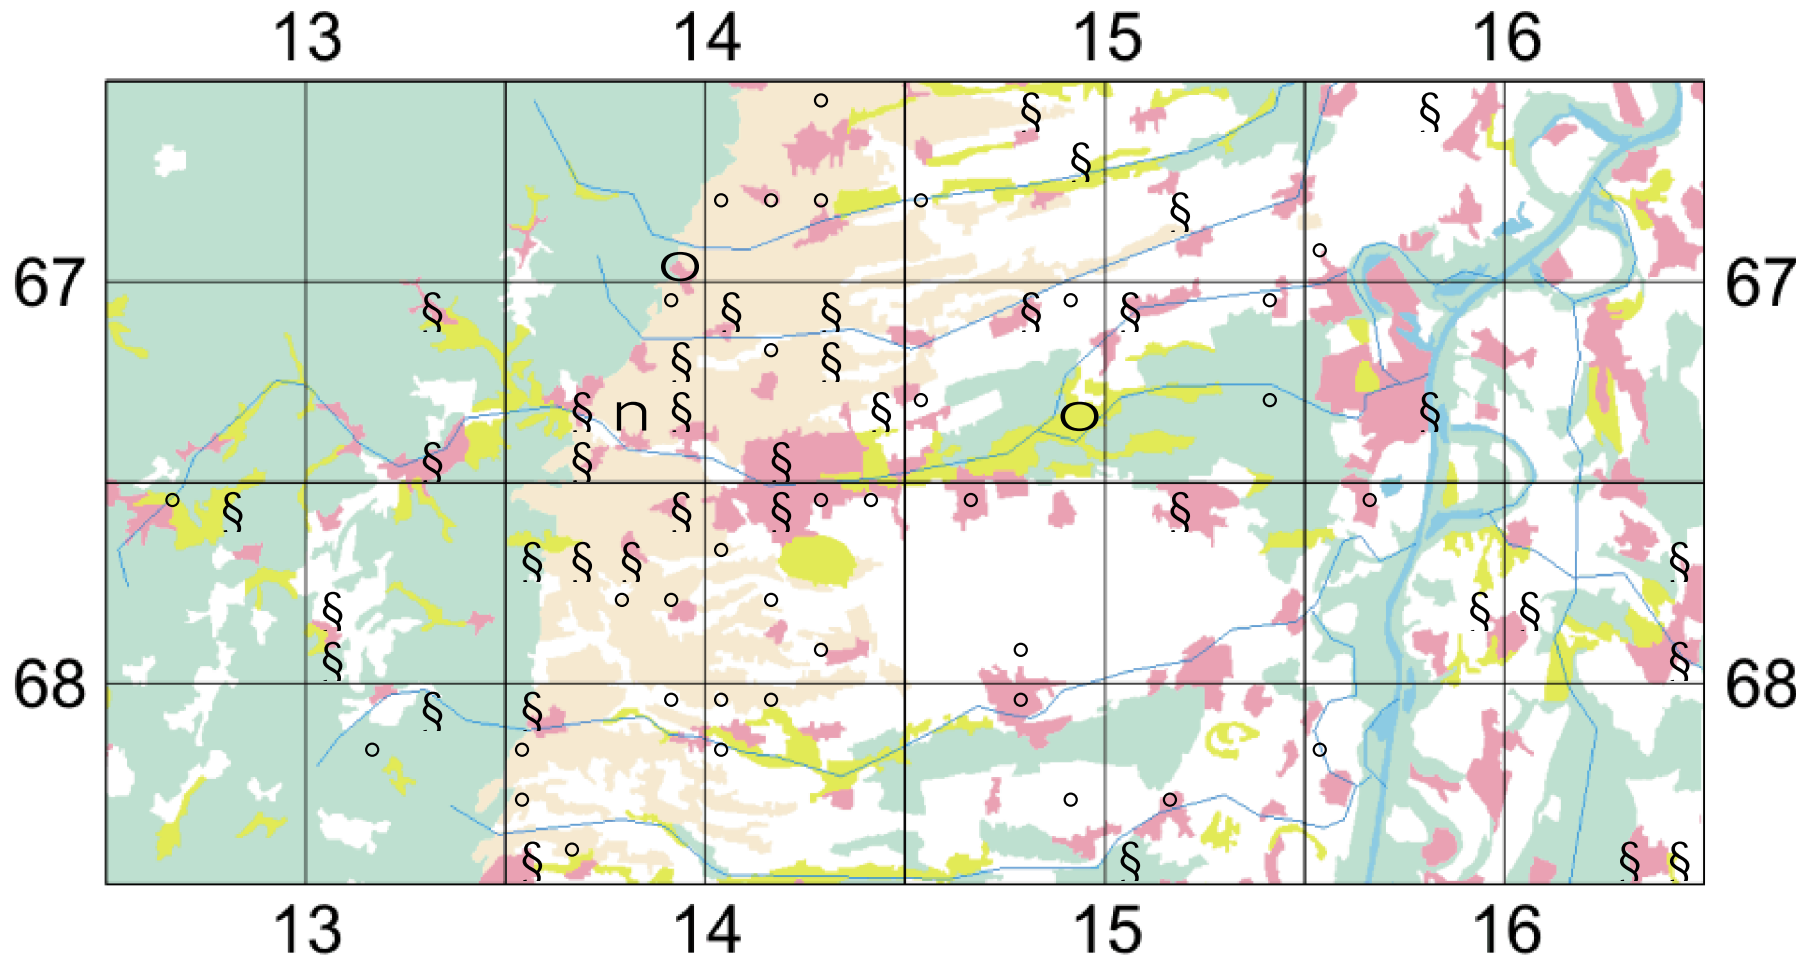 13 14 15 16
§ §
§
§
O
67 67
§ § § § §
§ §
§ n § § O §
§ § §
§ § § §
§ § § §
§ § §
§ §
68 68
§ §
§ § § §
13 14 15 16